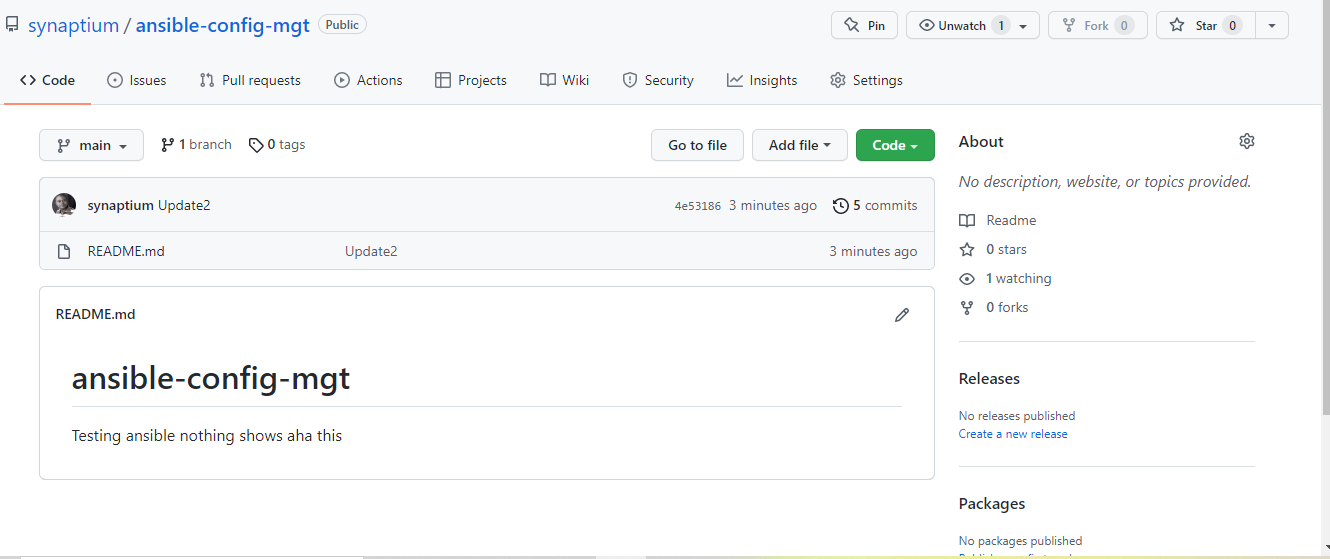 synaptium / ansible-config-mgt Public
Pin Unwatch 1 Fork 0 Star 0
Code Issues Pull requests Actions Projects Wiki Security Insights Settings
main 1 branch 0 tags Go to file Add file Code
synaptium Update2 4e53186 3 minutes ago 5 commits
README.md Update2 3 minutes ago
README.md
ansible-config-mgt
Testing ansible nothing shows aha this
About
No description, website, or topics provided.
Readme
0 stars
1 watching
0 forks
Releases
No releases published
Create a new release
Packages
No packages published